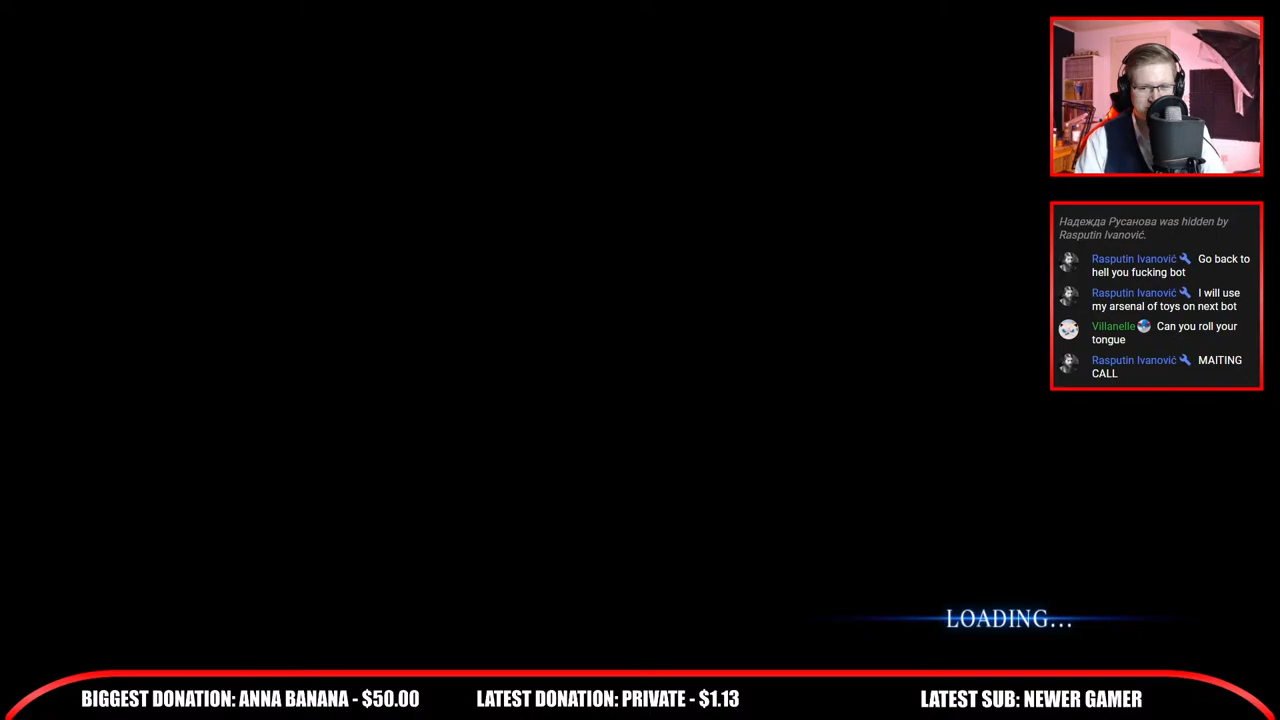 Надежда Русанова was hidden by
Rasputin Ivanović.
Rasputin Ivanović Go back to
hell you fucking bot
Rasputin Ivanović I will use
my arsenal of toys on next bot
Villanelle Can you roll your
tongue
Rasputin Ivanović MAITING
CALL
LOADING...
BIGGEST DONATION: ANNA BANANA - $50.00 LATEST DONATION: PRIVATE - $1.13 LATEST SUB: NEWER GAMER